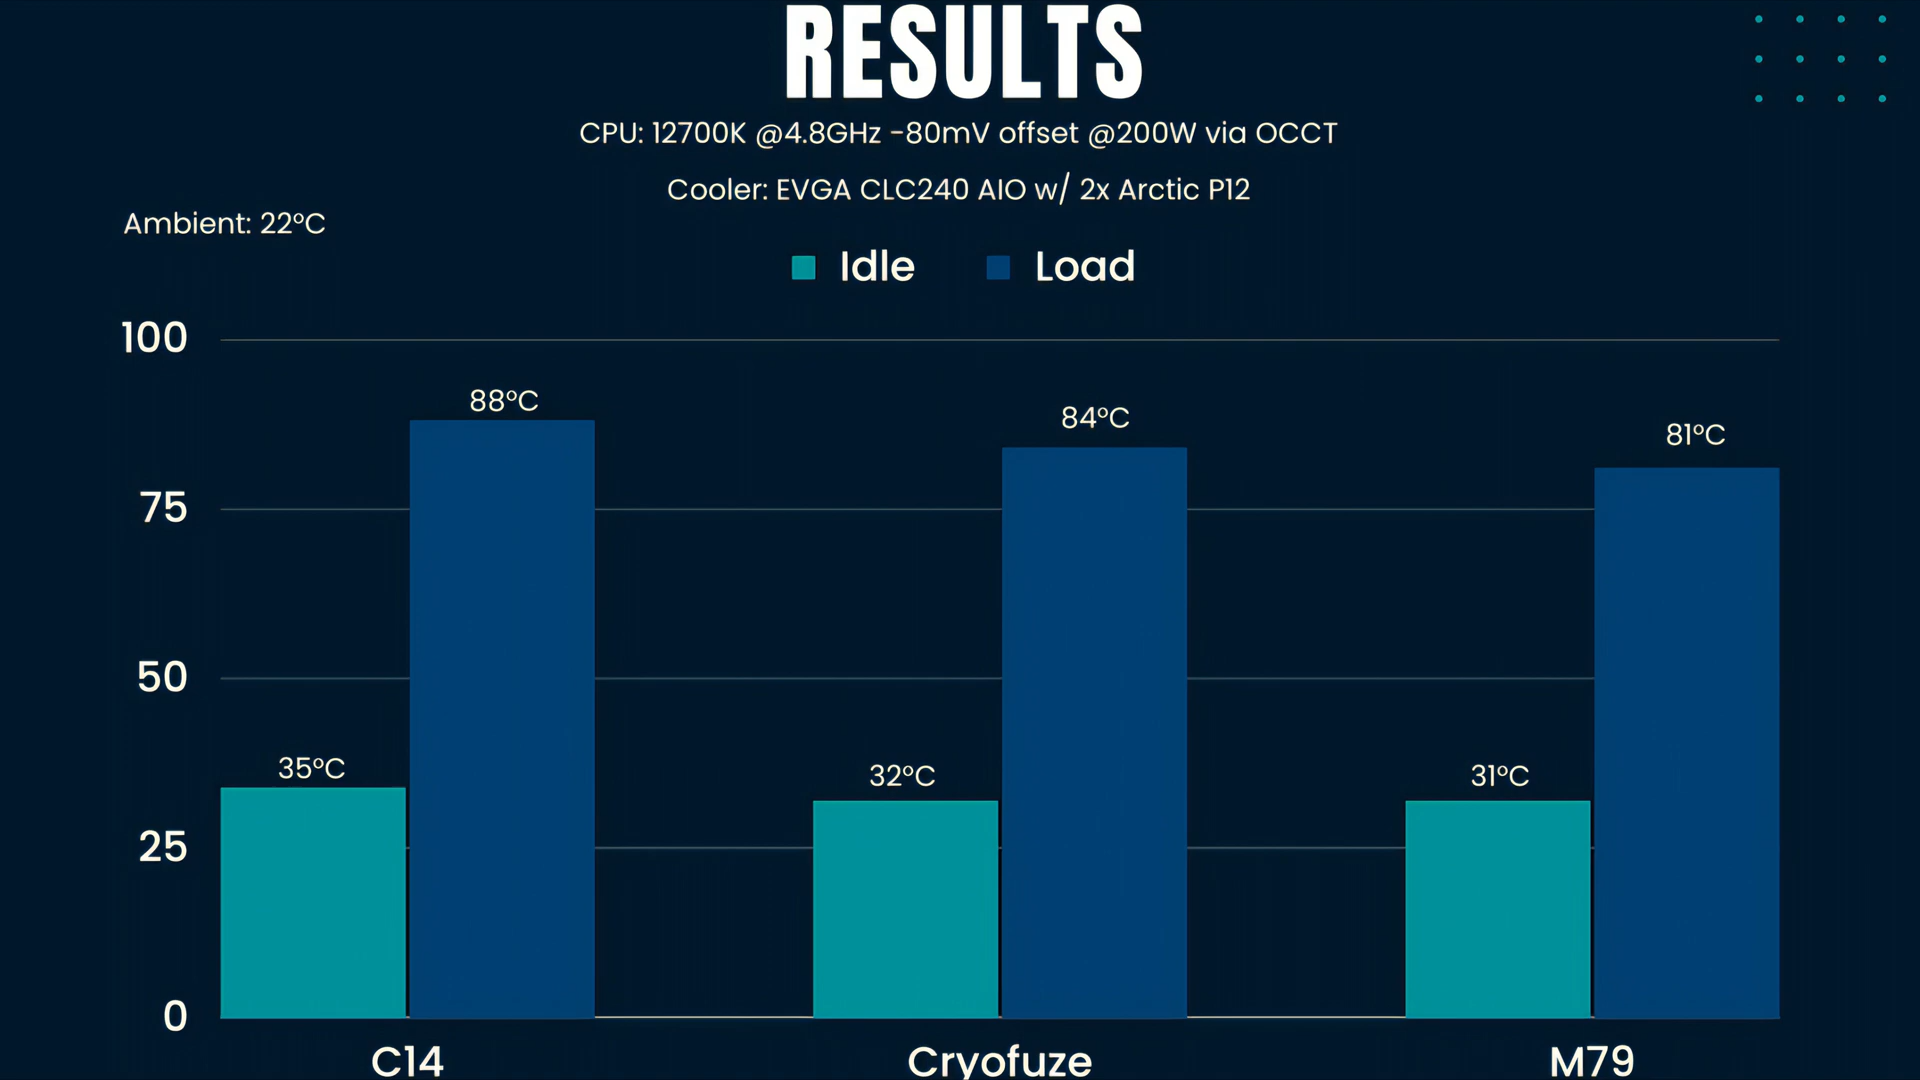 RESULTS
CPU: 12700K @4.8GHz -80mV offset @200W via OCCT
Cooler: EVGA CLC240 AIO w/ 2x Arctic P12
Ambient: 22°C
Idle Load
100
88°C
84°C
81°C
75
50
35°C
32°C
31°C
25
0
C14 Cryofuze M79